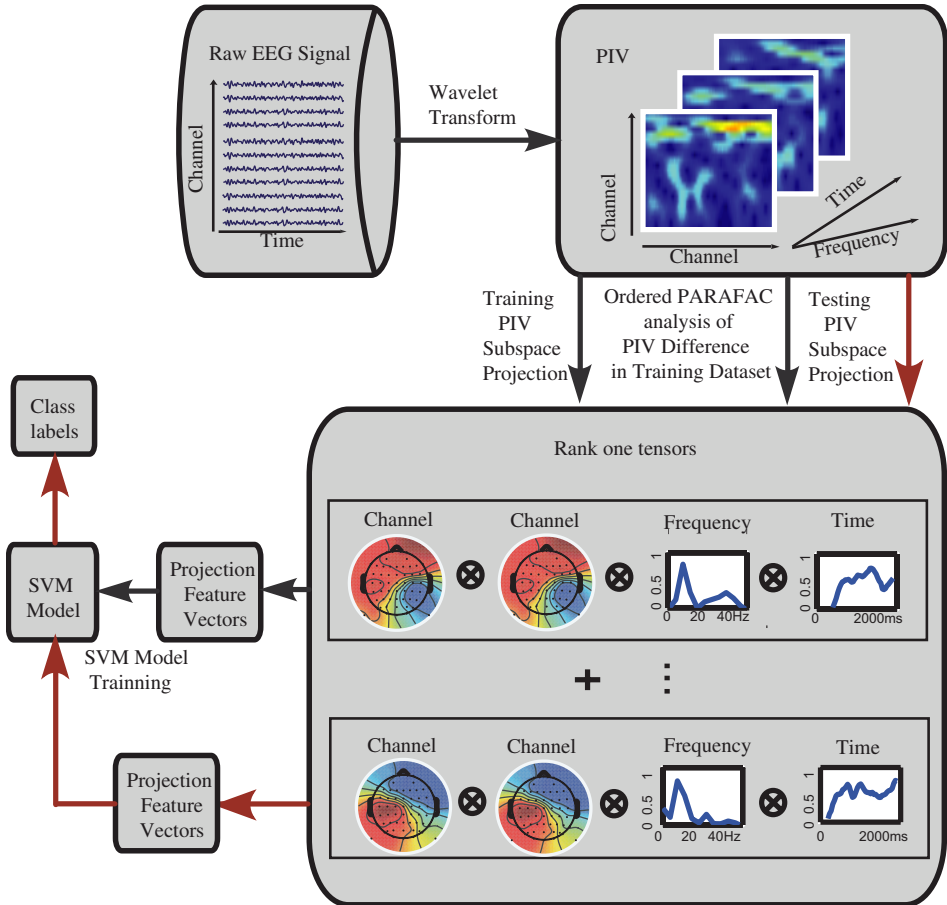 Raw EEG Signal
Channel
Time
Wavelet
Transform
PIV
Channel
Channel
Time
Frequency
Training
PIV
Subspace
Projection
Ordered PARAFAC
analysis of
PIV Difference
in Training Dataset
Testing
PIV
Subspace
Projection
Class
labels
SVM
Model
Projection
Feature
Vectors
SVM Model
Trainning
Projection
Feature
Vectors
Rank one tensors
Channel
Channel
Frequency
Time
0 0.5 1
0 20 40Hz
0 0.5 1
0 2000ms
+ ⋮
Channel
Channel
Frequency
Time
0 0.5 1
0 20 40Hz
0 0.5 1
0 2000ms